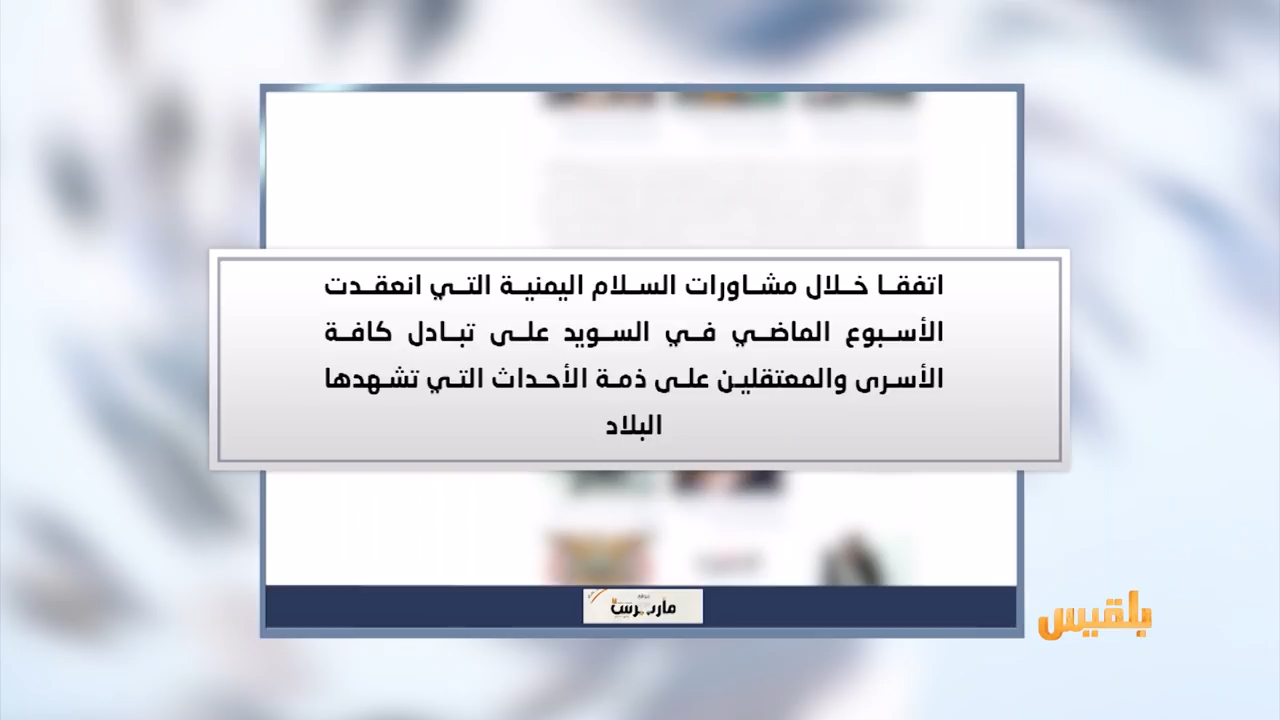 اتفقا خلال مشاورات السلام اليمنية التي انعقدت
الأسبوع الماضي في السويد على تبادل كافة
الأسرى والمعتقلين على ذمة الأحداث التي تشهدها
البلاد
مأرب برس
بلقيس